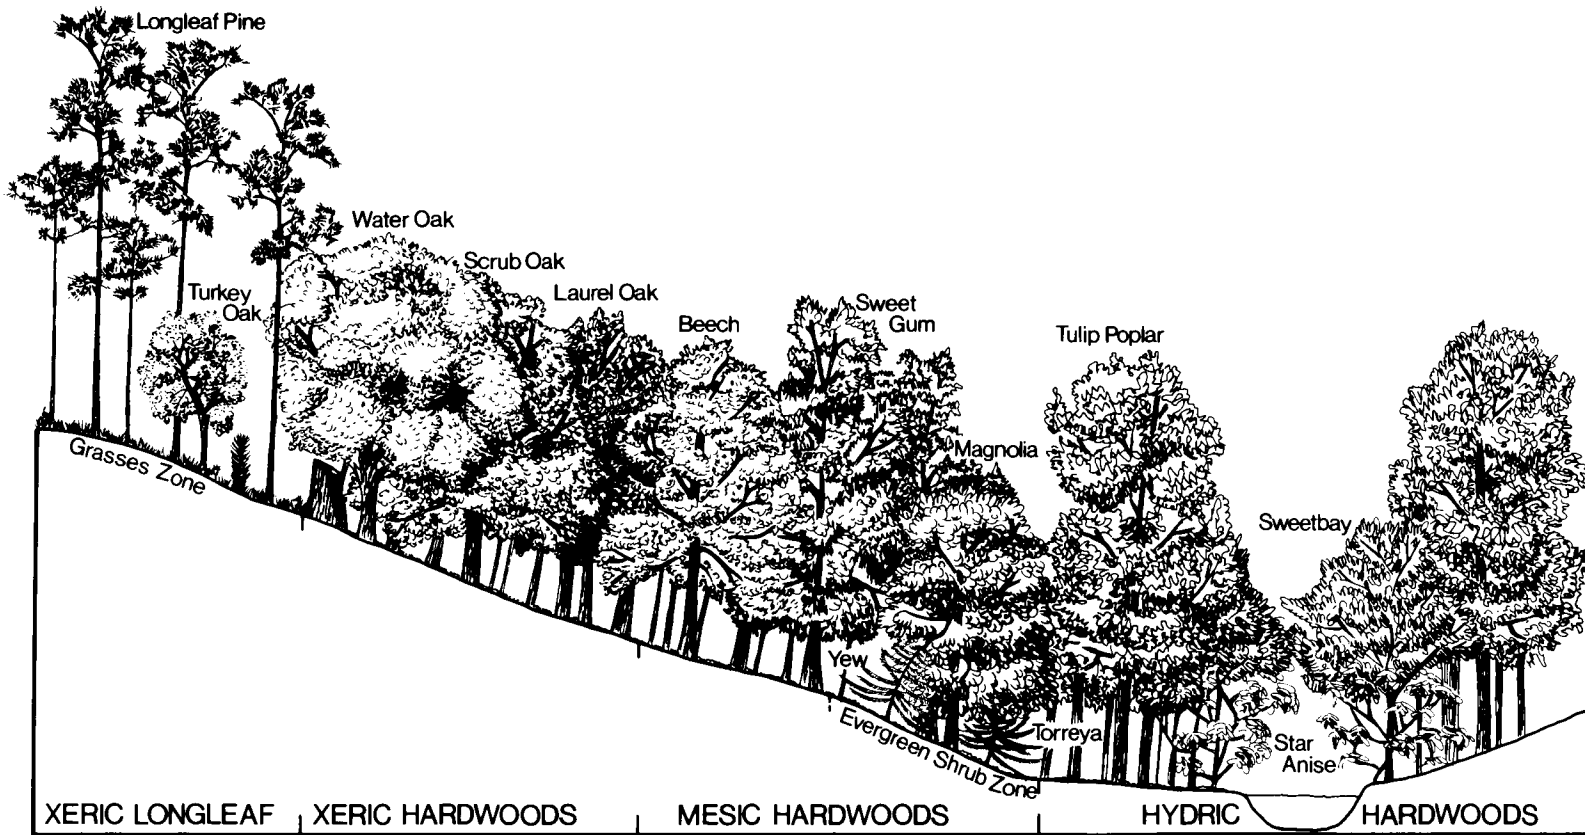 Longleaf Pine
Water Oak
Scrub Oak
Turkey
Oak
Laurel Oak
Beech
Sweet
Gum
Tulip Poplar
Magnolia
Sweetbay
Grasses Zone
Yew
Evergreen Shrub Zone
Torreya
Star
Anise
XERIC LONGLEAF
XERIC HARDWOODS
MESIC HARDWOODS
HYDRIC HARDWOODS